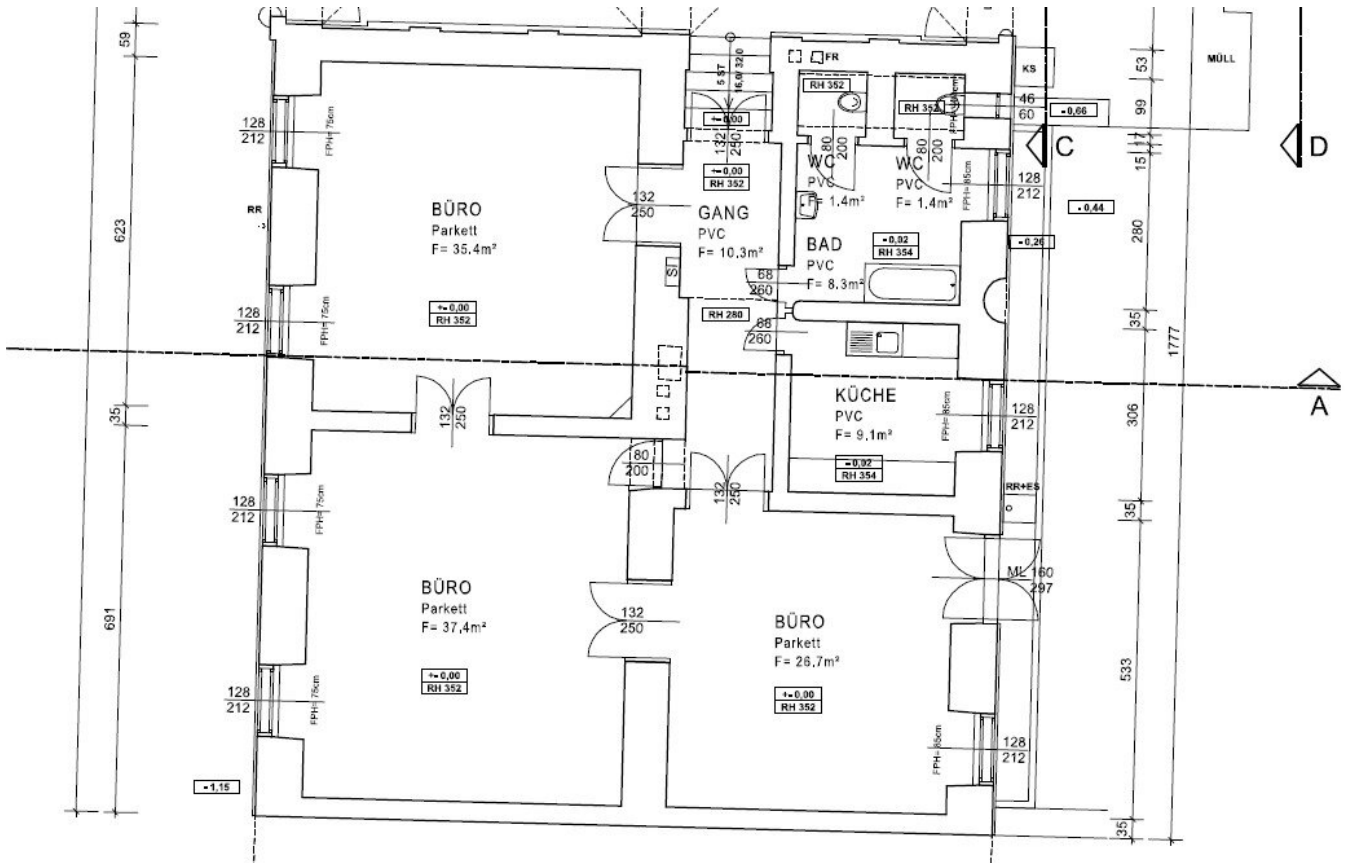 59
623
35
691
128
212
FPH= 75cm
RR
128
212
FPH= 75cm
BÜRO
Parkett
F= 35.4m²
+-0,00
RH 352
5 ST
16,0/ 32,0
+-0,00
132
250
+-0,00
RH 352
132
250
GANG
PVC
F= 10,3m²
SI
RH 280
FR
RH 352
RH 352
80
200
80
200
WC
PVC
F= 1.4m²
WC
PVC
F= 1,4m²
BAD
PVC
F= 8.3m²
-0,02
RH 354
68
260
68
260
KÜCHE
PVC
F= 9,1m²
-0,02
RH 354
KS
46
60
-0,66
128
212
FPH= 85cm
-0,44
-0,26
MÜLL
C
D
A
53
99
17
15
280
35
1777
306
35
533
35
128
212
FPH= 85cm
RR+ES
132
250
80
200
132
250
128
212
FPH= 75cm
BÜRO
Parkett
F= 37,4m²
+-0,00
RH 352
128
212
FPH= 75cm
-1,15
132
250
BÜRO
Parkett
F= 26,7m²
+-0,00
RH 352
ML 160
297
128
212
FPH= 85cm